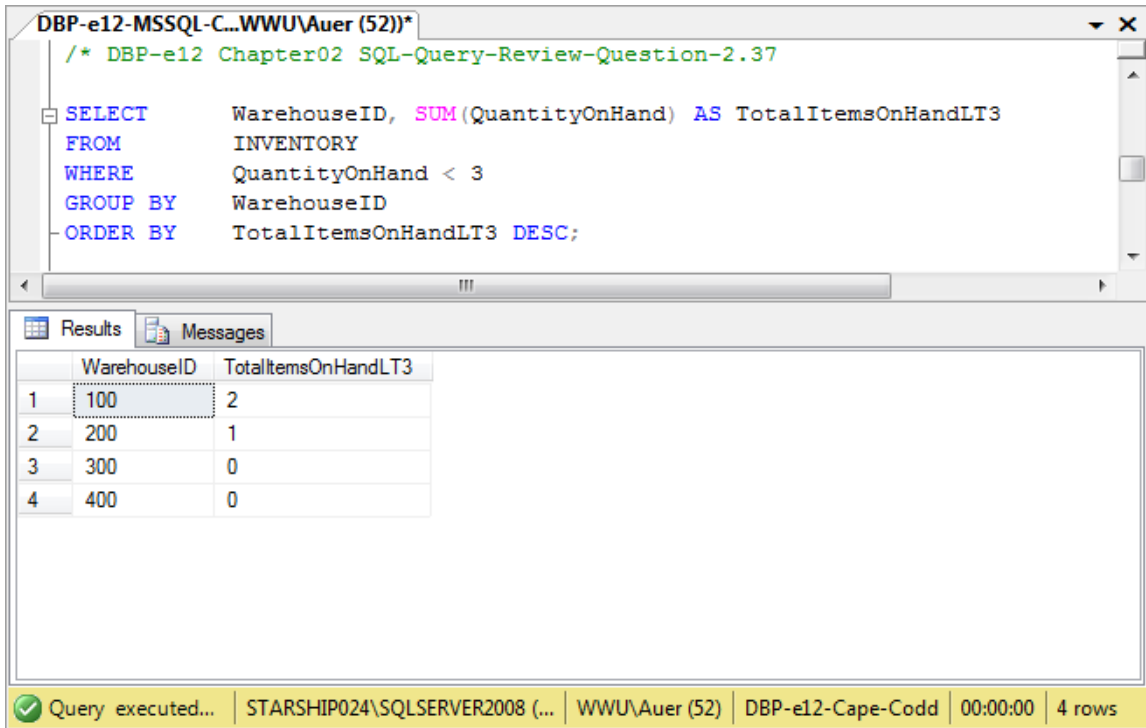 DBP-e12-MSSQL-C...WWU\Auer (52))*
/* DBP-e12 Chapter02 SQL-Query-Review-Question-2.37
SELECT WarehouseID, SUM(QuantityOnHand) AS TotalItemsOnHandLT3
FROM INVENTORY
WHERE QuantityOnHand < 3
GROUP BY WarehouseID
ORDER BY TotalItemsOnHandLT3 DESC;
Results Messages
WarehouseID TotalItemsOnHandLT3
1 100 2
2 200 1
3 300 0
4 400 0
Query executed... STARSHIP024\SQLSERVER2008 (... WWU\Auer (52) DBP-e12-Cape-Codd 00:00:00 4 rows